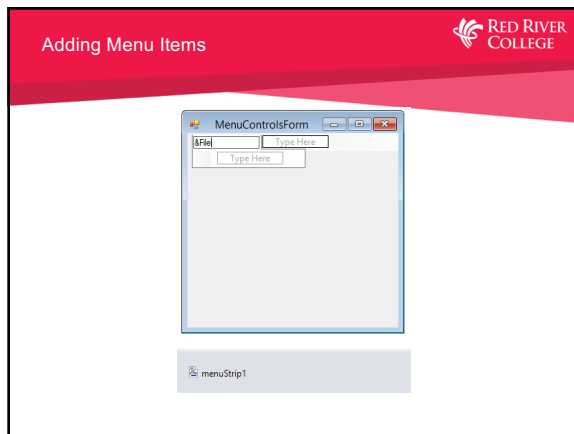 Adding Menu Items
RED RIVER
COLLEGE
MenuControlsForm
&File Type Here
Type Here
menuStrip1